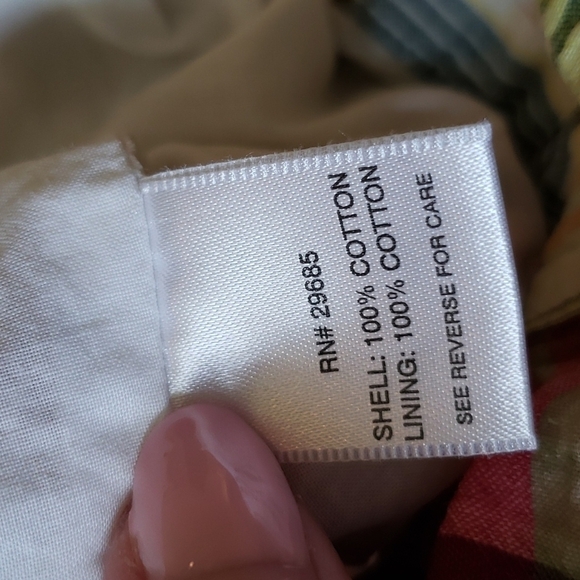 RN# 29685
SHELL: 100% COTTON
LINING: 100% COTTON
SEE REVERSE FOR CARE